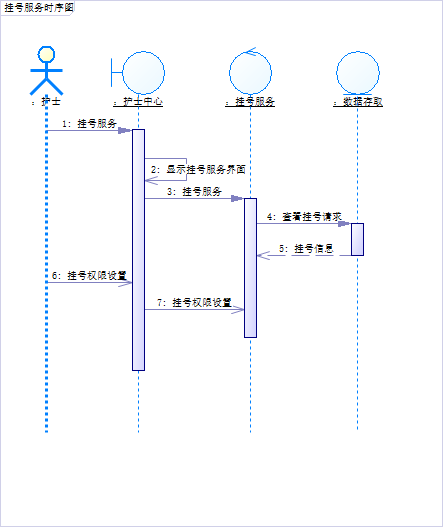 挂号服务时序图
: 护士
: 护士中心
: 挂号服务
: 数据存取
1: 挂号服务
2: 显示挂号服务界面
3: 挂号服务
4: 查看挂号请求
5: 挂号信息
6: 挂号权限设置
7: 挂号权限设置